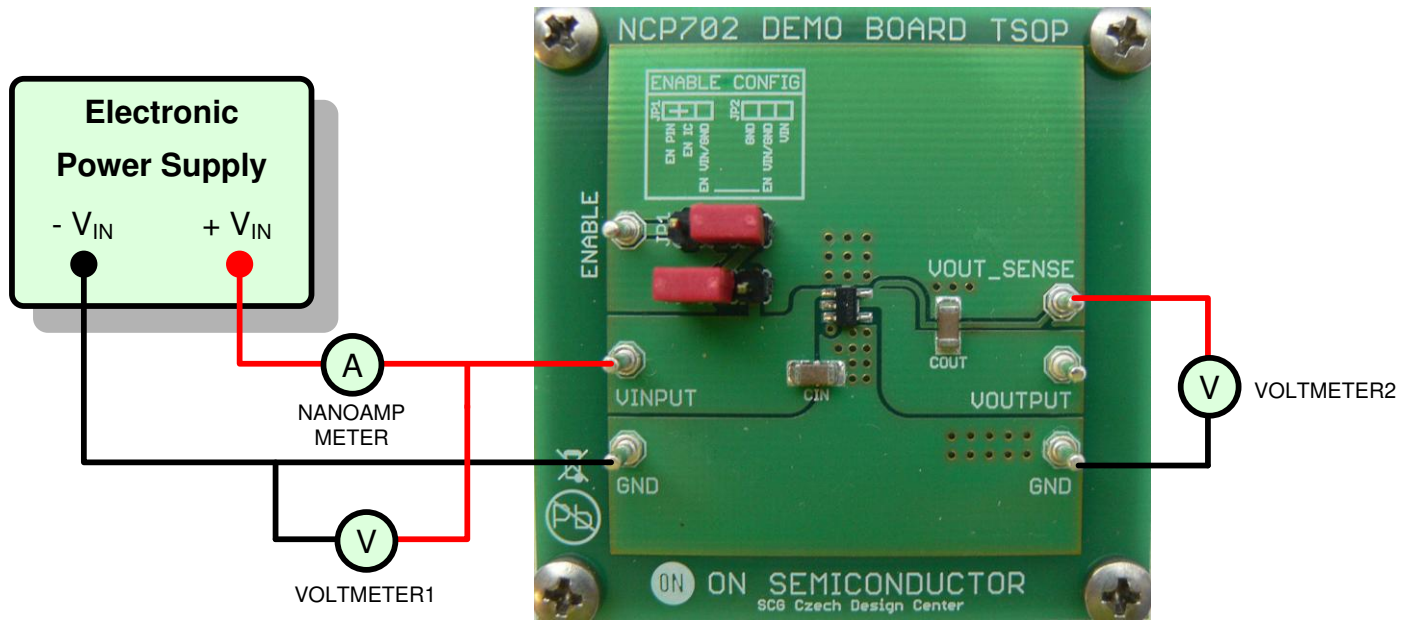 NCP702 DEMO BOARD TSOP
Electronic
Power Supply
- VIN
+ VIN
ENABLE CONFIG
JP1
JP2
EN PIN
EN IC
EN VIN/GND
GND
EN VIN/GND
VIN
ENABLE
JP1
VOUT_SENSE
A
NANOAMP
METER
VINPUT
CIN
COUT
VOUTPUT
V
VOLTMETER2
GND
GND
Pb
V
VOLTMETER1
ON
ON SEMICONDUCTOR
SCG Czech Design Center